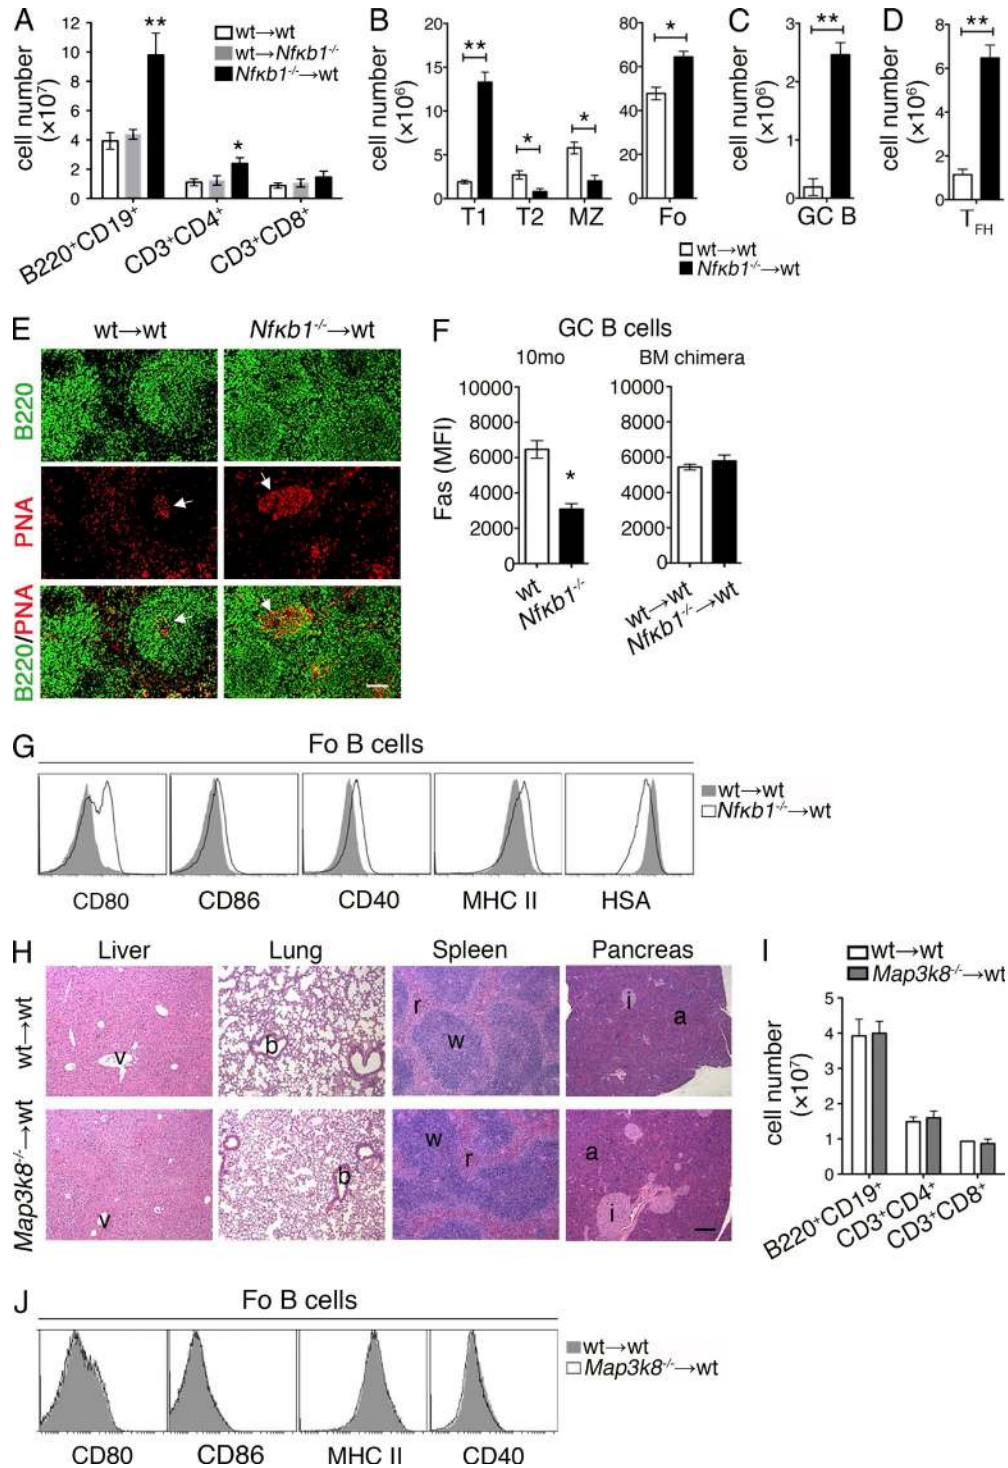 A
cell number
(×10⁷)
12
10
8
6
4
2
0
**
*
wt→wt
wt→Nfκb1⁻/⁻
Nfκb1⁻/⁻→wt
B220⁺CD19⁺
CD3⁺CD4⁺
CD3⁺CD8⁺
B
cell number
(×10⁶)
20
15
10
5
0
**
*
*
T1
T2
MZ
80
60
40
20
0
*
Fo
C
cell number
(×10⁶)
3
2
1
0
**
GC B
D
cell number
(×10⁶)
8
6
4
2
0
**
T FH
wt→wt
Nfκb1⁻/⁻→wt
E
wt→wt
Nfκb1⁻/⁻→wt
B220
PNA
B220/PNA
F
GC B cells
10mo
BM chimera
Fas (MFI)
10000
8000
6000
4000
2000
0
*
wt
Nfκb1⁻/⁻
10000
8000
6000
4000
2000
0
wt→wt
Nfκb1⁻/⁻→wt
G
Fo B cells
CD80
CD86
CD40
MHC II
HSA
wt→wt
Nfκb1⁻/⁻→wt
H
Liver
Lung
Spleen
Pancreas
wt→wt
v
b
r
w
i
a
Map3k8⁻/⁻→wt
v
b
w
r
a
i
I
wt→wt
Map3k8⁻/⁻→wt
cell number
(×10⁷)
5
4
3
2
1
0
B220⁺CD19⁺
CD3⁺CD4⁺
CD3⁺CD8⁺
J
Fo B cells
CD80
CD86
MHC II
CD40
wt→wt
Map3k8⁻/⁻→wt